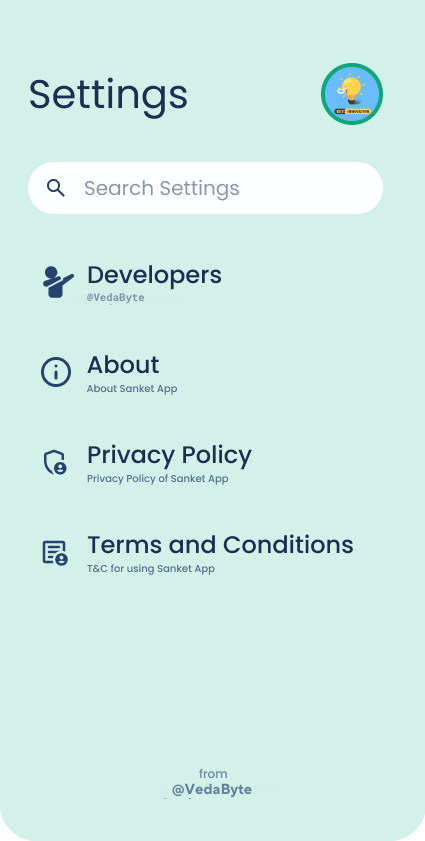 Settings
Search Settings
Developers
@VedaByte
About
About Sanket App
Privacy Policy
Privacy Policy of Sanket App
Terms and Conditions
T&C for using Sanket App
from
@VedaByte